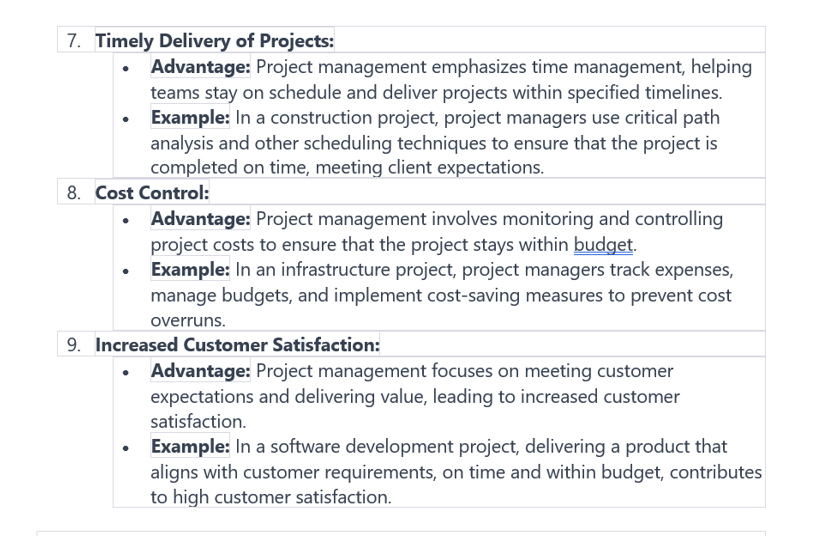 7. Timely Delivery of Projects:
• Advantage: Project management emphasizes time management, helping
teams stay on schedule and deliver projects within specified timelines.
• Example: In a construction project, project managers use critical path
analysis and other scheduling techniques to ensure that the project is
completed on time, meeting client expectations.
8. Cost Control:
• Advantage: Project management involves monitoring and controlling
project costs to ensure that the project stays within budget.
• Example: In an infrastructure project, project managers track expenses,
manage budgets, and implement cost-saving measures to prevent cost
overruns.
9. Increased Customer Satisfaction:
• Advantage: Project management focuses on meeting customer
expectations and delivering value, leading to increased customer
satisfaction.
• Example: In a software development project, delivering a product that
aligns with customer requirements, on time and within budget, contributes
to high customer satisfaction.